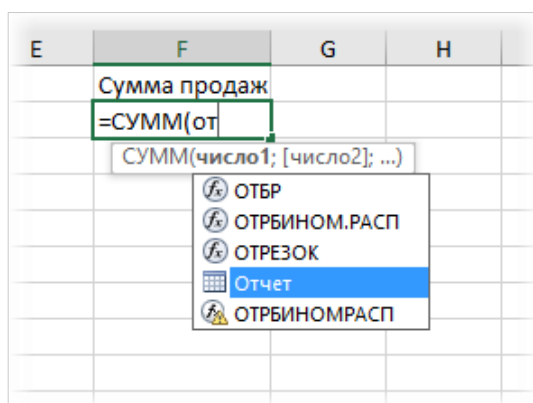 E F G H
Сумма продаж
=СУММ(от
СУММ(число1; [число2]; ...)
ОТБР
ОТРБИНОМ.РАСП
ОТРЕЗОК
Отчет
ОТРБИНОМРАСП